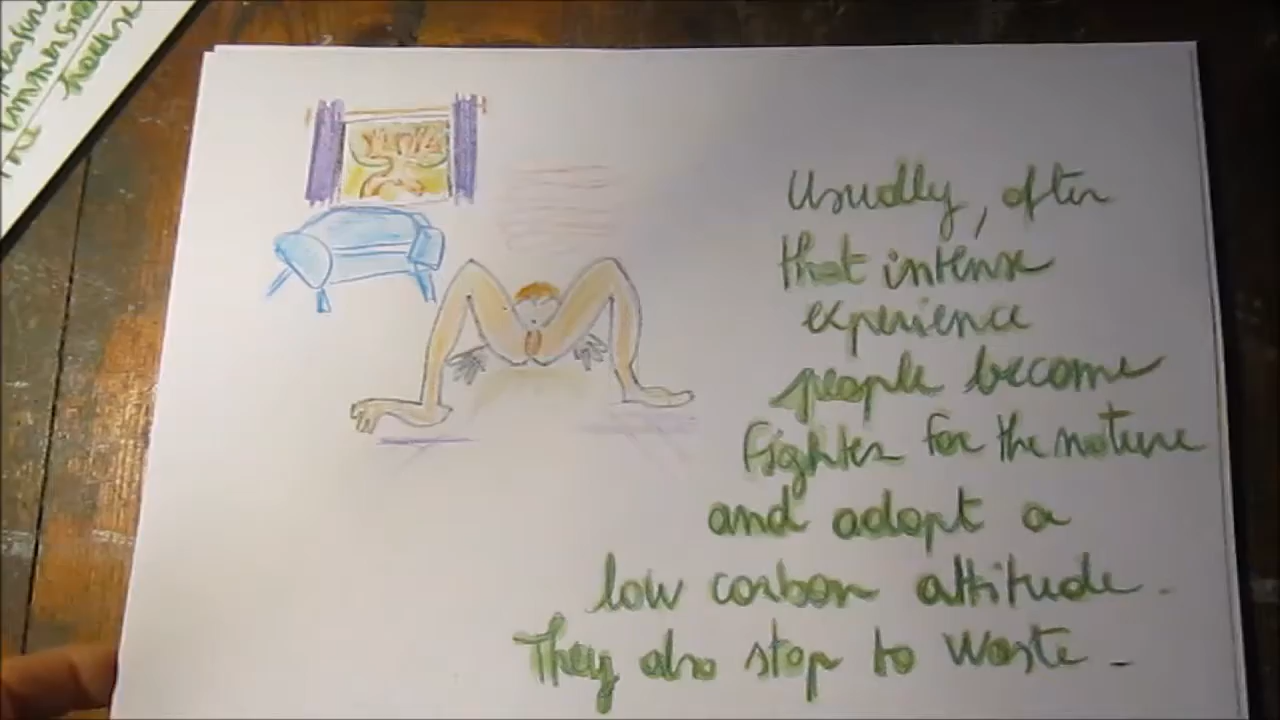 Usually, after
that intense
experience
people become
fighter for the nature
and adopt a
low carbon attitude.
They also stop to waste.